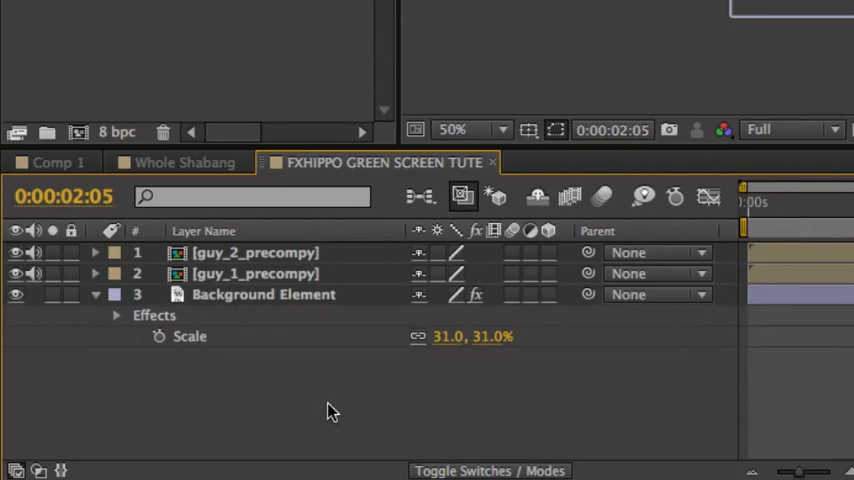 8 bpc
50%
0:00:02:05
Full
Comp 1
Whole Shabang
FXHIPPO GREEN SCREEN TUTE ×
0:00:02:05
:00s
# Layer Name
fx
Parent
1 [guy_2_precompy] None
2 [guy_1_precompy] None
3 Background Element fx None
Effects
Scale 31.0, 31.0%
Toggle Switches / Modes